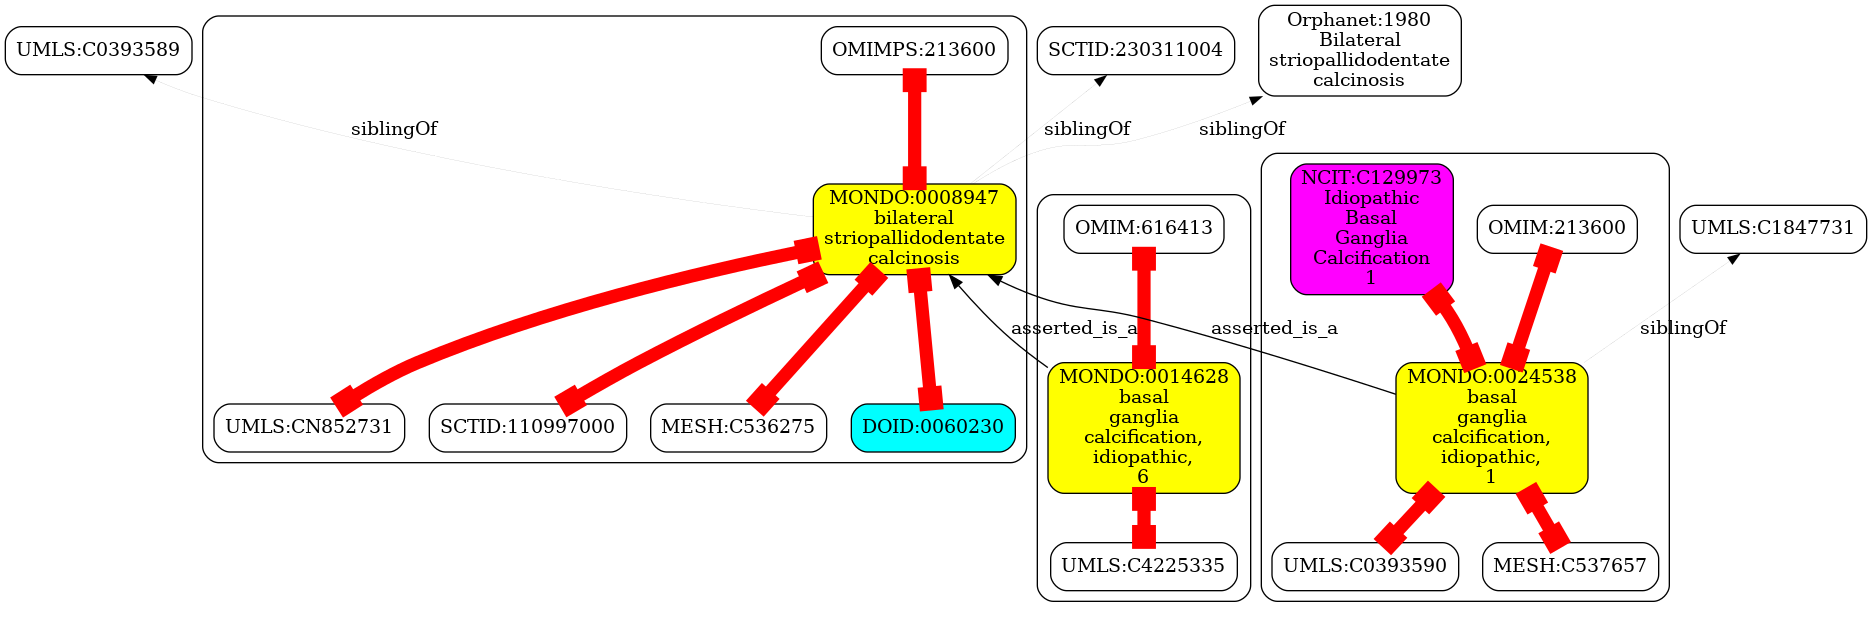 UMLS:C0393589
OMIMPS:213600
SCTID:230311004
Orphanet:1980
Bilateral
striopallidodentate
calcinosis
siblingOf
siblingOf
siblingOf
MONDO:0008947
bilateral
striopallidodentate
calcinosis
OMIM:616413
NCIT:C129973
Idiopathic
Basal
Ganglia
Calcification
1
OMIM:213600
UMLS:C1847731
asserted_is_a
asserted_is_a
siblingOf
UMLS:CN852731
SCTID:110997000
MESH:C536275
DOID:0060230
MONDO:0014628
basal
ganglia
calcification,
idiopathic,
6
MONDO:0024538
basal
ganglia
calcification,
idiopathic,
1
UMLS:C4225335
UMLS:C0393590
MESH:C537657